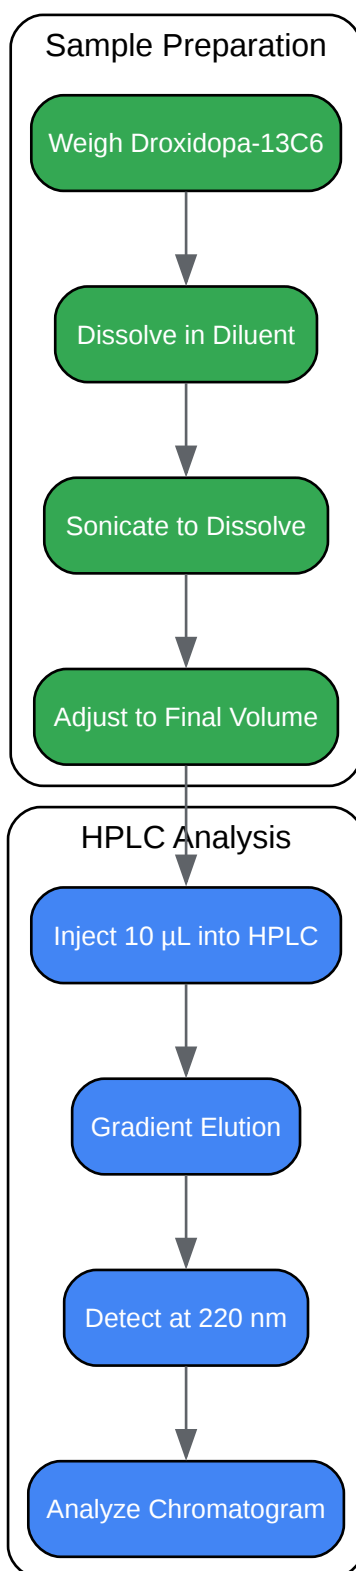 Sample Preparation
Weigh Droxidopa-13C6
Dissolve in Diluent
Sonicate to Dissolve
Adjust to Final Volume
HPLC Analysis
Inject 10 µL into HPLC
Gradient Elution
Detect at 220 nm
Analyze Chromatogram